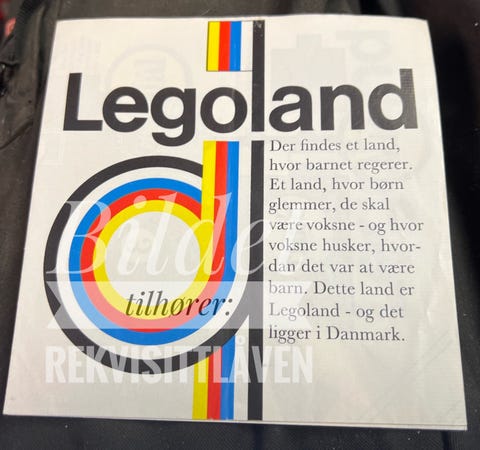 Legoland
Der findes et land,
hvor barnet regerer.
Et land, hvor børn
glemmer, de skal
være voksne - og hvor
voksne husker, hvor-
dan det var at være
barn. Dette land er
Legoland - og det
ligger i Danmark.
Bildet
tilhører:
REKVISITTLÅVEN